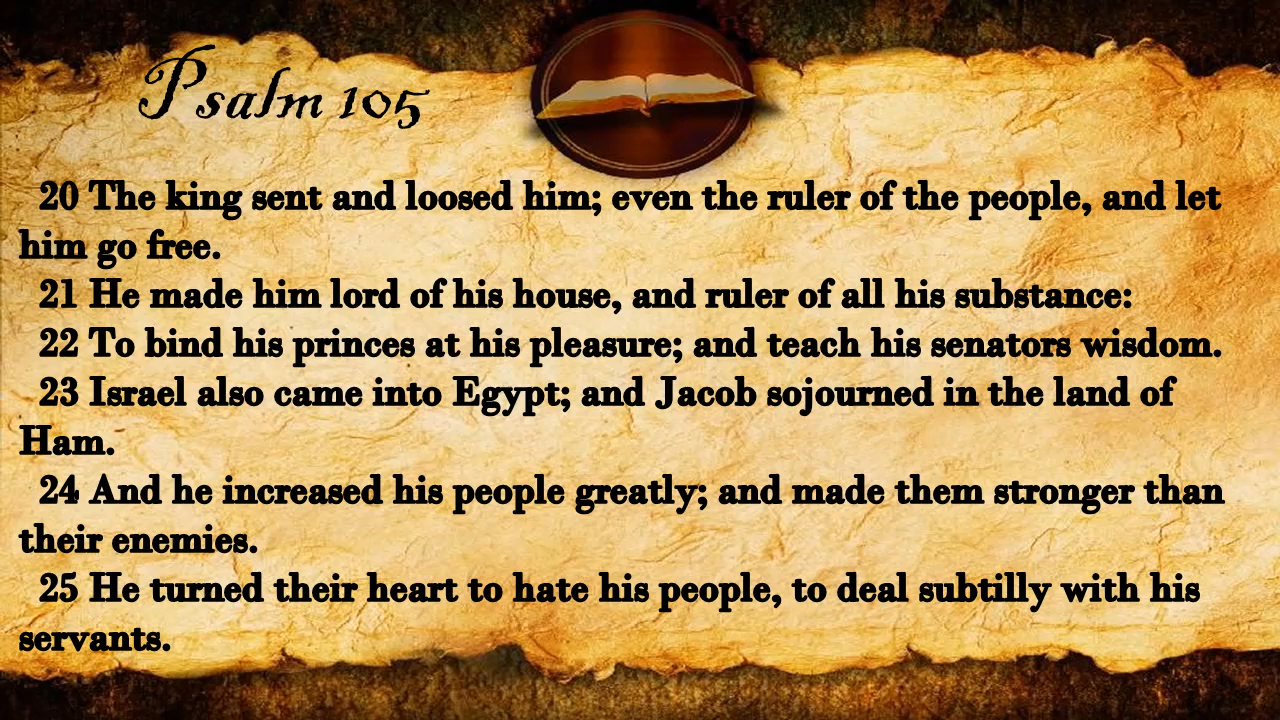 Psalm 105
20 The king sent and loosed him; even the ruler of the people, and let
him go free.
21 He made him lord of his house, and ruler of all his substance:
22 To bind his princes at his pleasure; and teach his senators wisdom.
23 Israel also came into Egypt; and Jacob sojourned in the land of
Ham.
24 And he increased his people greatly; and made them stronger than
their enemies.
25 He turned their heart to hate his people, to deal subtilly with his
servants.